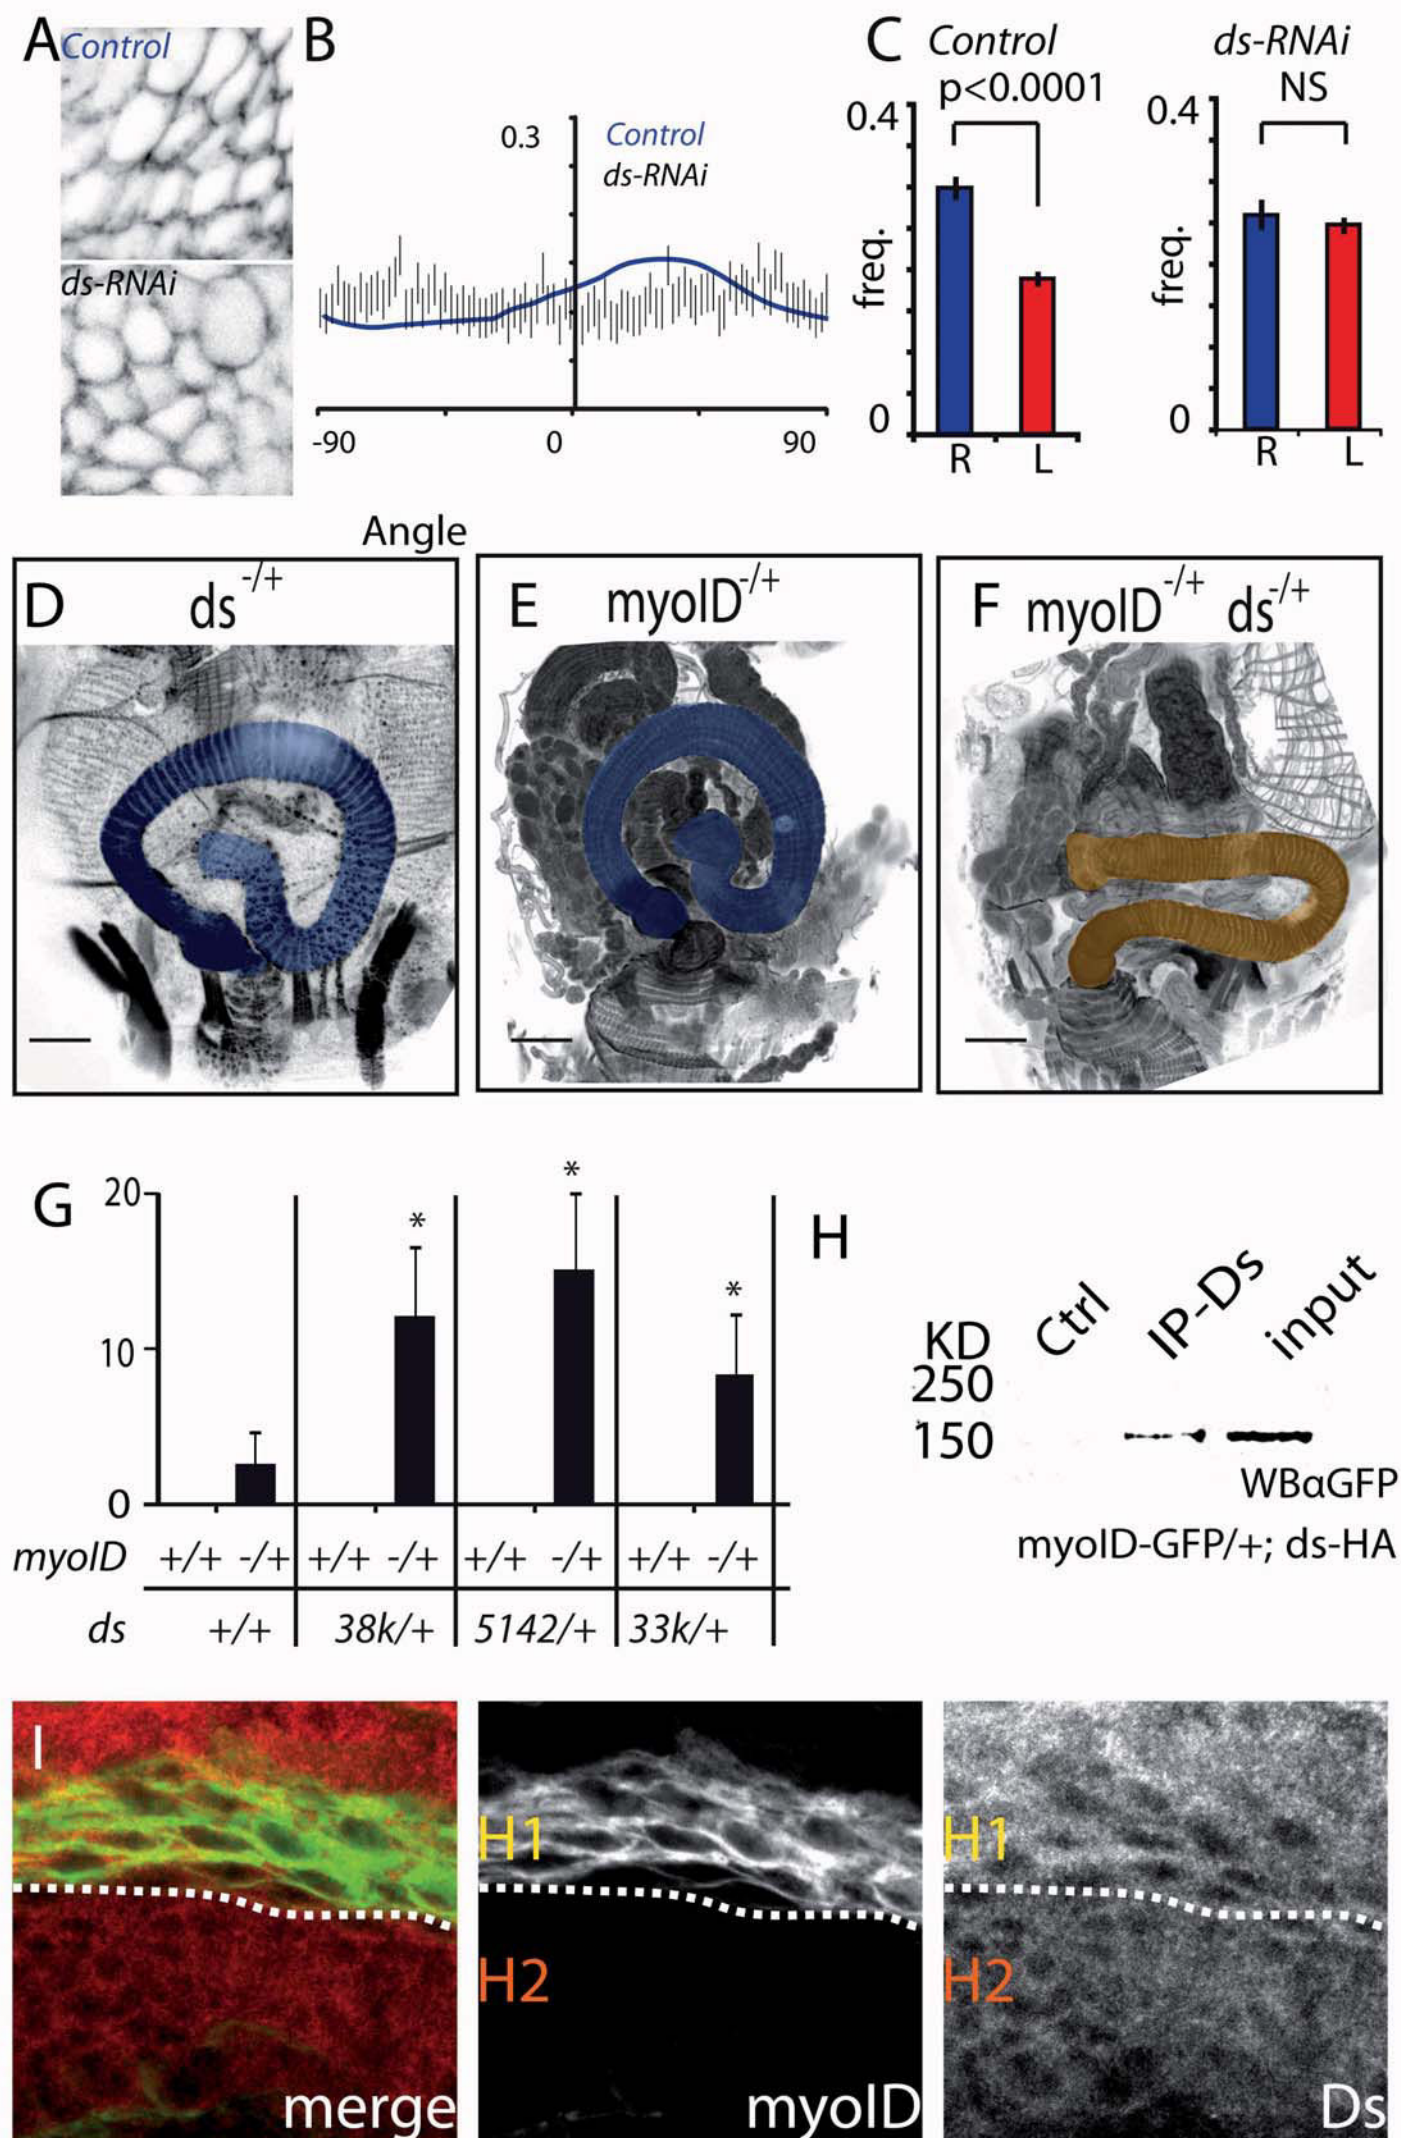 A Control
ds-RNAi
B
0.3
Control
ds-RNAi
-90 0 90
Angle
C Control ds-RNAi
p<0.0001 NS
0.4 0.4
freq. freq.
0 0
R L R L
D ds -/+
E myoID -/+
F myoID -/+ ds -/+
G
20
10
0
* * *
myoID +/+ -/+ +/+ -/+ +/+ -/+ +/+ -/+
ds +/+ 38k/+ 5142/+ 33k/+
H
Ctrl IP-Ds input
KD
250
150
WBαGFP
myoID-GFP/+; ds-HA
I
H1 H1
H2 H2
merge myoID Ds